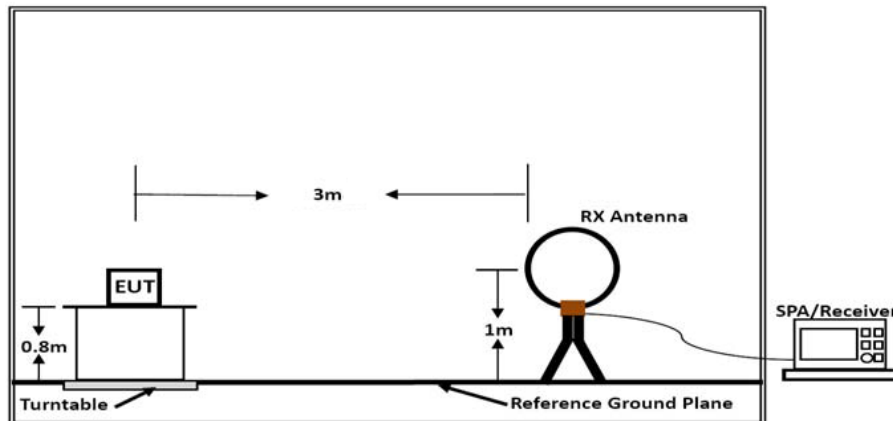 3m
RX Antenna
EUT
SPA/Receiver
0.8m
1m
Turntable
Reference Ground Plane